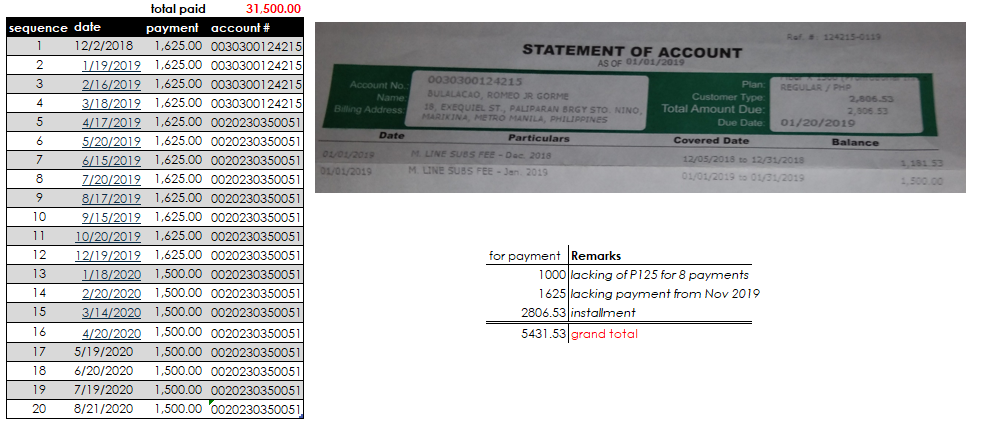 total paid 31,500.00
sequence date payment account #
1 12/2/2018 1,625.00 0030300124215
2 1/19/2019 1,625.00 0030300124215
3 2/16/2019 1,625.00 0030300124215
4 3/18/2019 1,625.00 0030300124215
5 4/17/2019 1,625.00 0020230350051
6 5/20/2019 1,625.00 0020230350051
7 6/15/2019 1,625.00 0020230350051
8 7/20/2019 1,625.00 0020230350051
9 8/17/2019 1,625.00 0020230350051
10 9/15/2019 1,625.00 0020230350051
11 10/20/2019 1,625.00 0020230350051
12 12/19/2019 1,625.00 0020230350051
13 1/18/2020 1,500.00 0020230350051
14 2/20/2020 1,500.00 0020230350051
15 3/14/2020 1,500.00 0020230350051
16 4/20/2020 1,500.00 0020230350051
17 5/19/2020 1,500.00 0020230350051
18 6/20/2020 1,500.00 0020230350051
19 7/19/2020 1,500.00 0020230350051
20 8/21/2020 1,500.00 0020230350051
Ref. #: 124215-0119
STATEMENT OF ACCOUNT
AS OF 01/01/2019
Account No. 0030300124215
Name: BULALACAO, ROMEO JR GORME
Billing Address: 18, EXEQUIEL ST., PALIPARAN BRGY STO. NINO,
MARIKINA, METRO MANILA, PHILIPPINES
Plan:
Customer Type: REGULAR / PHP
Total Amount Due: 2,806.53
2,806.53
Due Date: 01/20/2019
Date Particulars Covered Date Balance
01/01/2019 M. LINE SUBS FEE - Dec. 2018 12/05/2018 to 12/31/2018 1,181.53
01/01/2019 M. LINE SUBS FEE - Jan. 2019 01/01/2019 to 01/31/2019 1,500.00
for payment Remarks
1000 lacking of P125 for 8 payments
1625 lacking payment from Nov 2019
2806.53 installment
5431.53 grand total